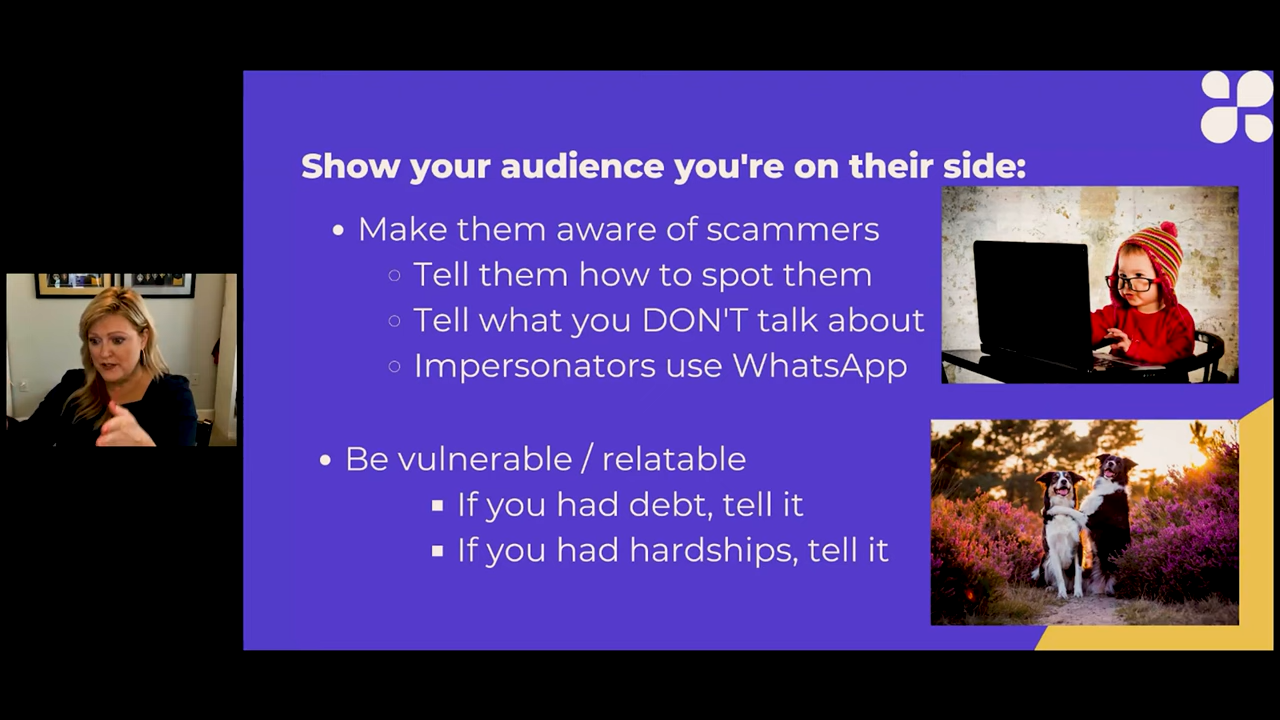 Show your audience you're on their side:
Make them aware of scammers
Tell them how to spot them
Tell what you DON'T talk about
Impersonators use WhatsApp
Be vulnerable / relatable
If you had debt, tell it
If you had hardships, tell it